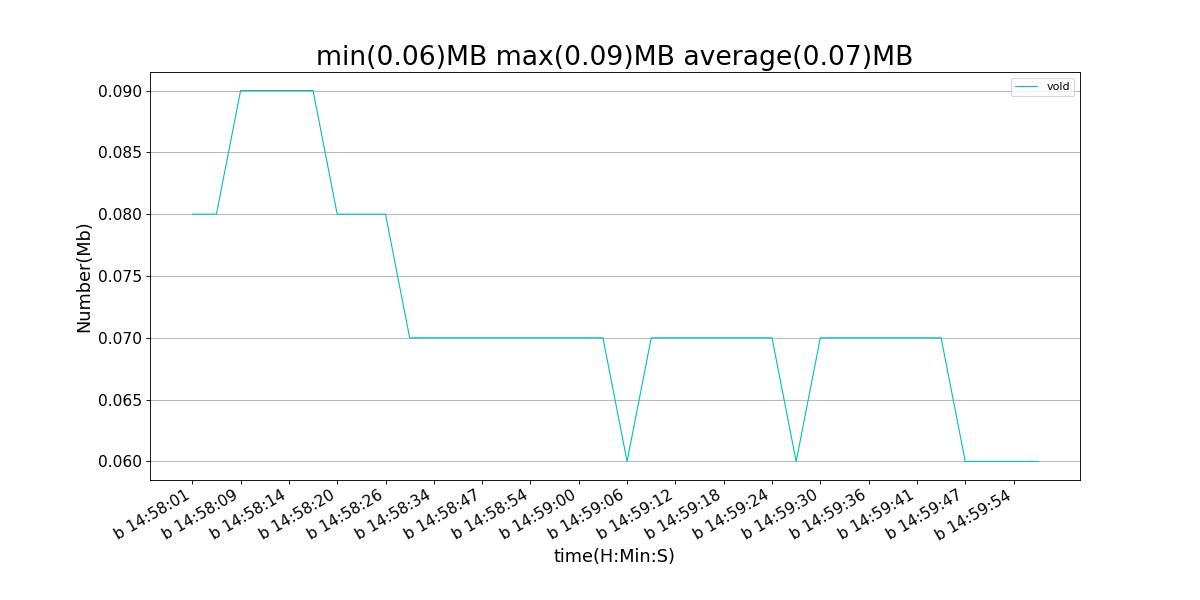 min(0.06)MB max(0.09)MB average(0.07)MB
vold
0.090
0.085
0.080
0.075
0.070
0.065
0.060
Number(Mb)
b 14:58:01
b 14:58:09
b 14:58:14
b 14:58:20
b 14:58:26
b 14:58:34
b 14:58:47
b 14:58:54
b 14:59:00
b 14:59:06
b 14:59:12
b 14:59:18
b 14:59:24
b 14:59:30
b 14:59:36
b 14:59:41
b 14:59:47
b 14:59:54
time(H:Min:S)